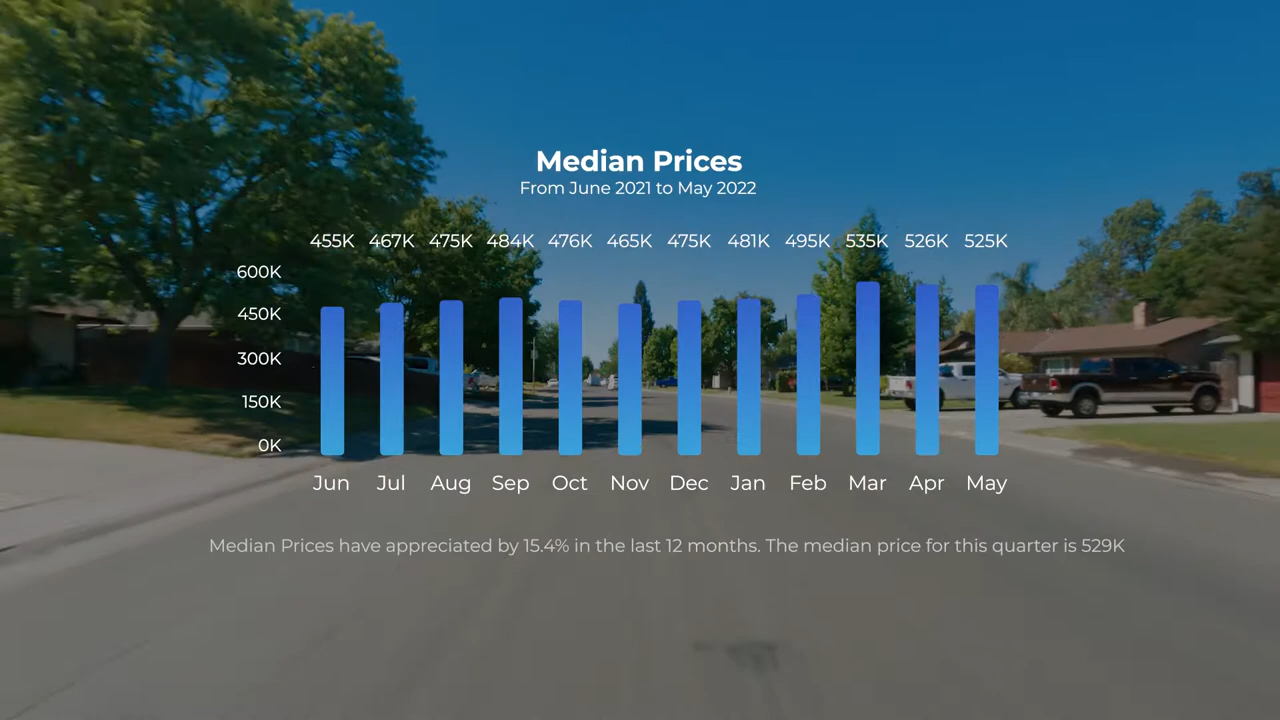 Median Prices
From June 2021 to May 2022
455K 467K 475K 484K 476K 465K 475K 481K 495K 535K 526K 525K
600K
450K
300K
150K
0K
Jun Jul Aug Sep Oct Nov Dec Jan Feb Mar Apr May
Median Prices have appreciated by 15.4% in the last 12 months. The median price for this quarter is 529K